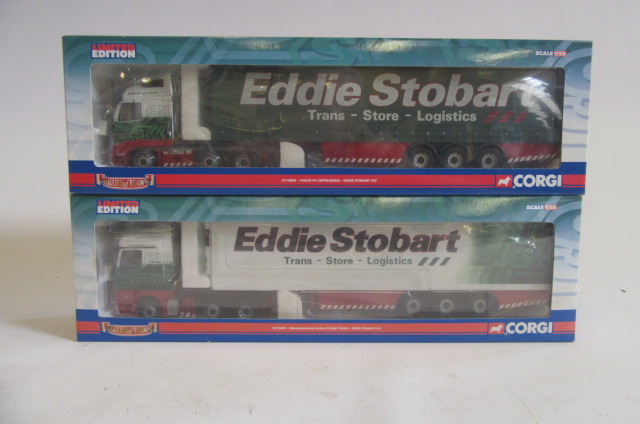 LIMITED
EDITION
SCALE 1:50
Eddie Stobart
Trans - Store - Logistics
CORGI
LIMITED
EDITION
SCALE 1:50
Eddie Stobart
Trans - Store - Logistics
CORGI